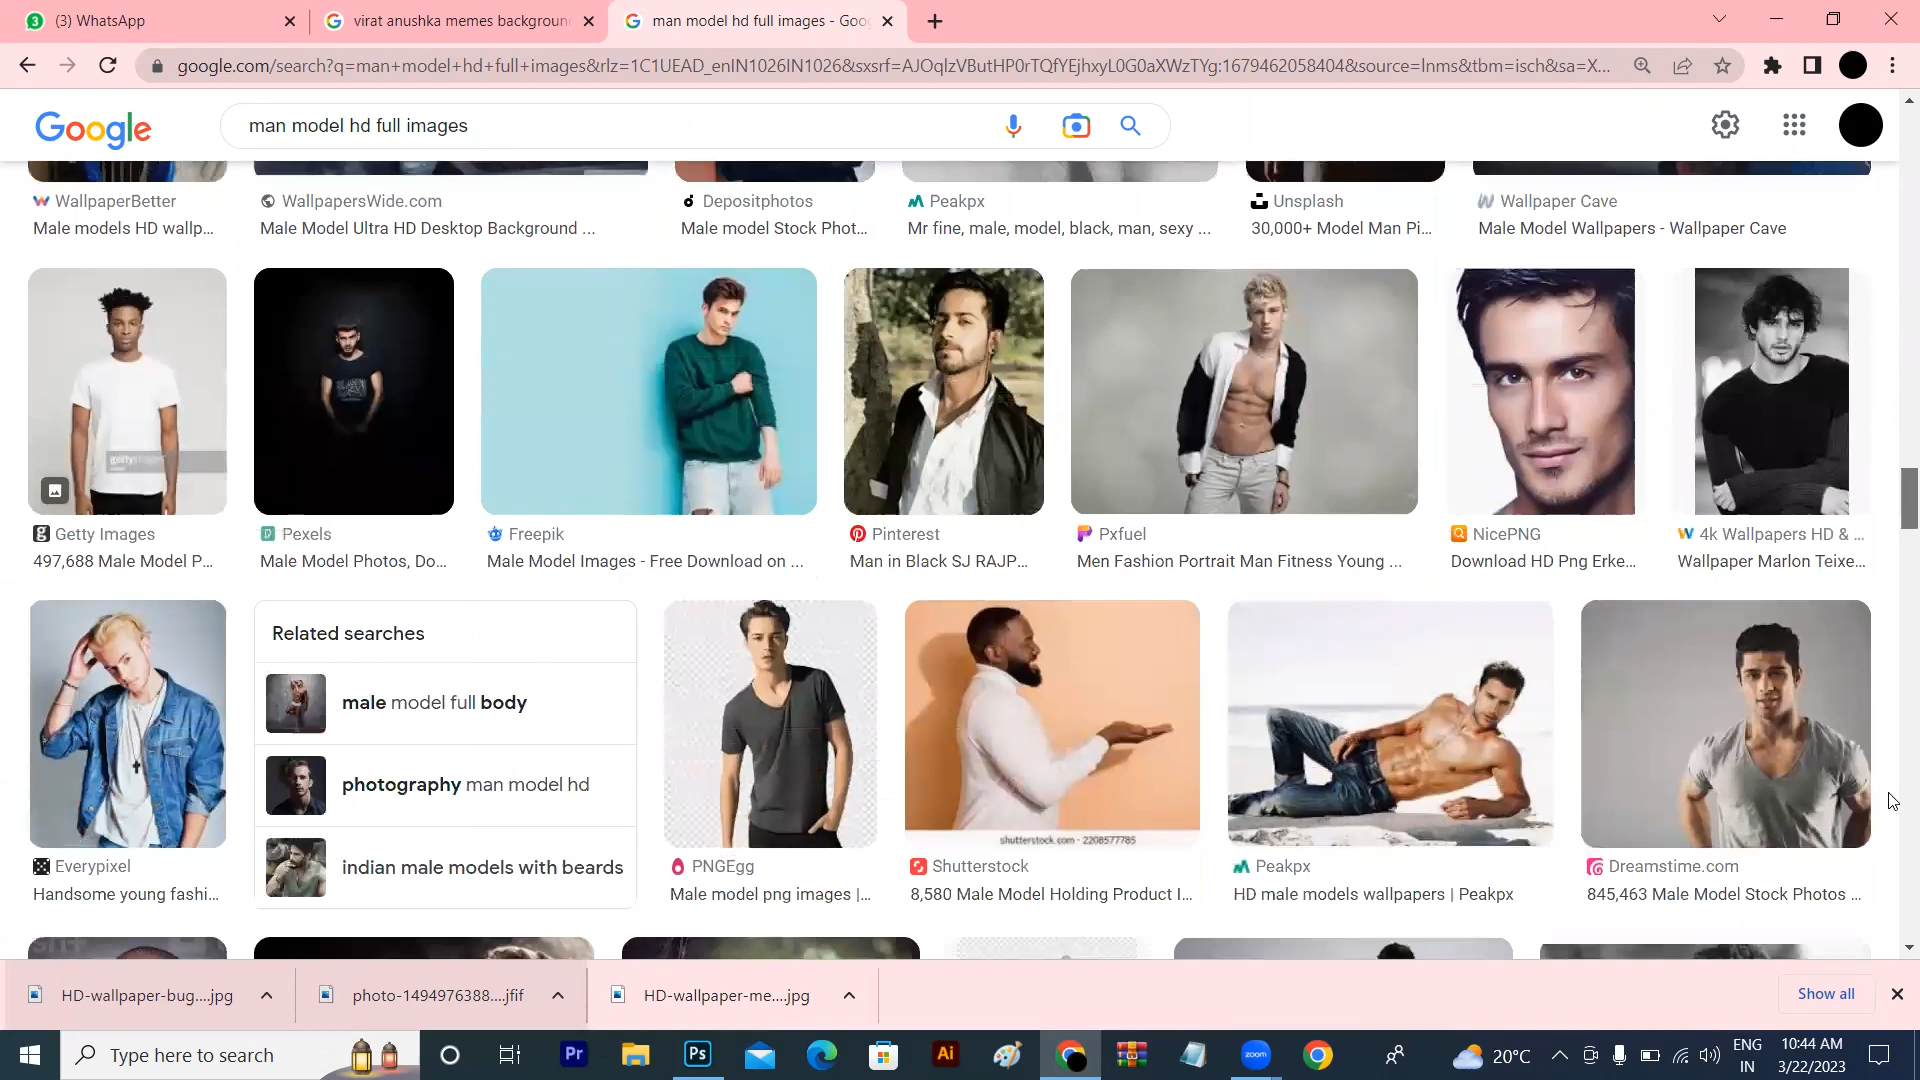 (3) WhatsApp
virat anushka memes background
man model hd full images - Goog
google.com/search?q=man+model+hd+full+images&rlz=1C1UEAD_enIN1026IN1026&sxsrf=AJOqlzVButHP0rTQfYEjhxyL0G0aXWzTYg:1679462058404&source=lnms&tbm=isch&sa=X...
Google
man model hd full images
WallpaperBetter
Male models HD wallp...
WallpapersWide.com
Male Model Ultra HD Desktop Background ...
Depositphotos
Male model Stock Phot...
Peakpx
Mr fine, male, model, black, man, sexy ...
Unsplash
30,000+ Model Man Pi...
Wallpaper Cave
Male Model Wallpapers - Wallpaper Cave
Getty Images
497,688 Male Model P...
Pexels
Male Model Photos, Do...
Freepik
Male Model Images - Free Download on ...
Pinterest
Man in Black SJ RAJP...
Pxfuel
Men Fashion Portrait Man Fitness Young ...
NicePNG
Download HD Png Erke...
4k Wallpapers HD & ...
Wallpaper Marlon Teixe...
Everypixel
Handsome young fashi...
Related searches
male model full body
photography man model hd
indian male models with beards
PNGEgg
Male model png images |...
shutterstock.com - 2208577785
Shutterstock
8,580 Male Model Holding Product I...
Peakpx
HD male models wallpapers | Peakpx
Dreamstime.com
845,463 Male Model Stock Photos ...
HD-wallpaper-bug....jpg
photo-1494976388....jfif
HD-wallpaper-me....jpg
Show all
Type here to search
Pr
Ps
Ai
zoom
20°C
ENG
IN
10:44 AM
3/22/2023